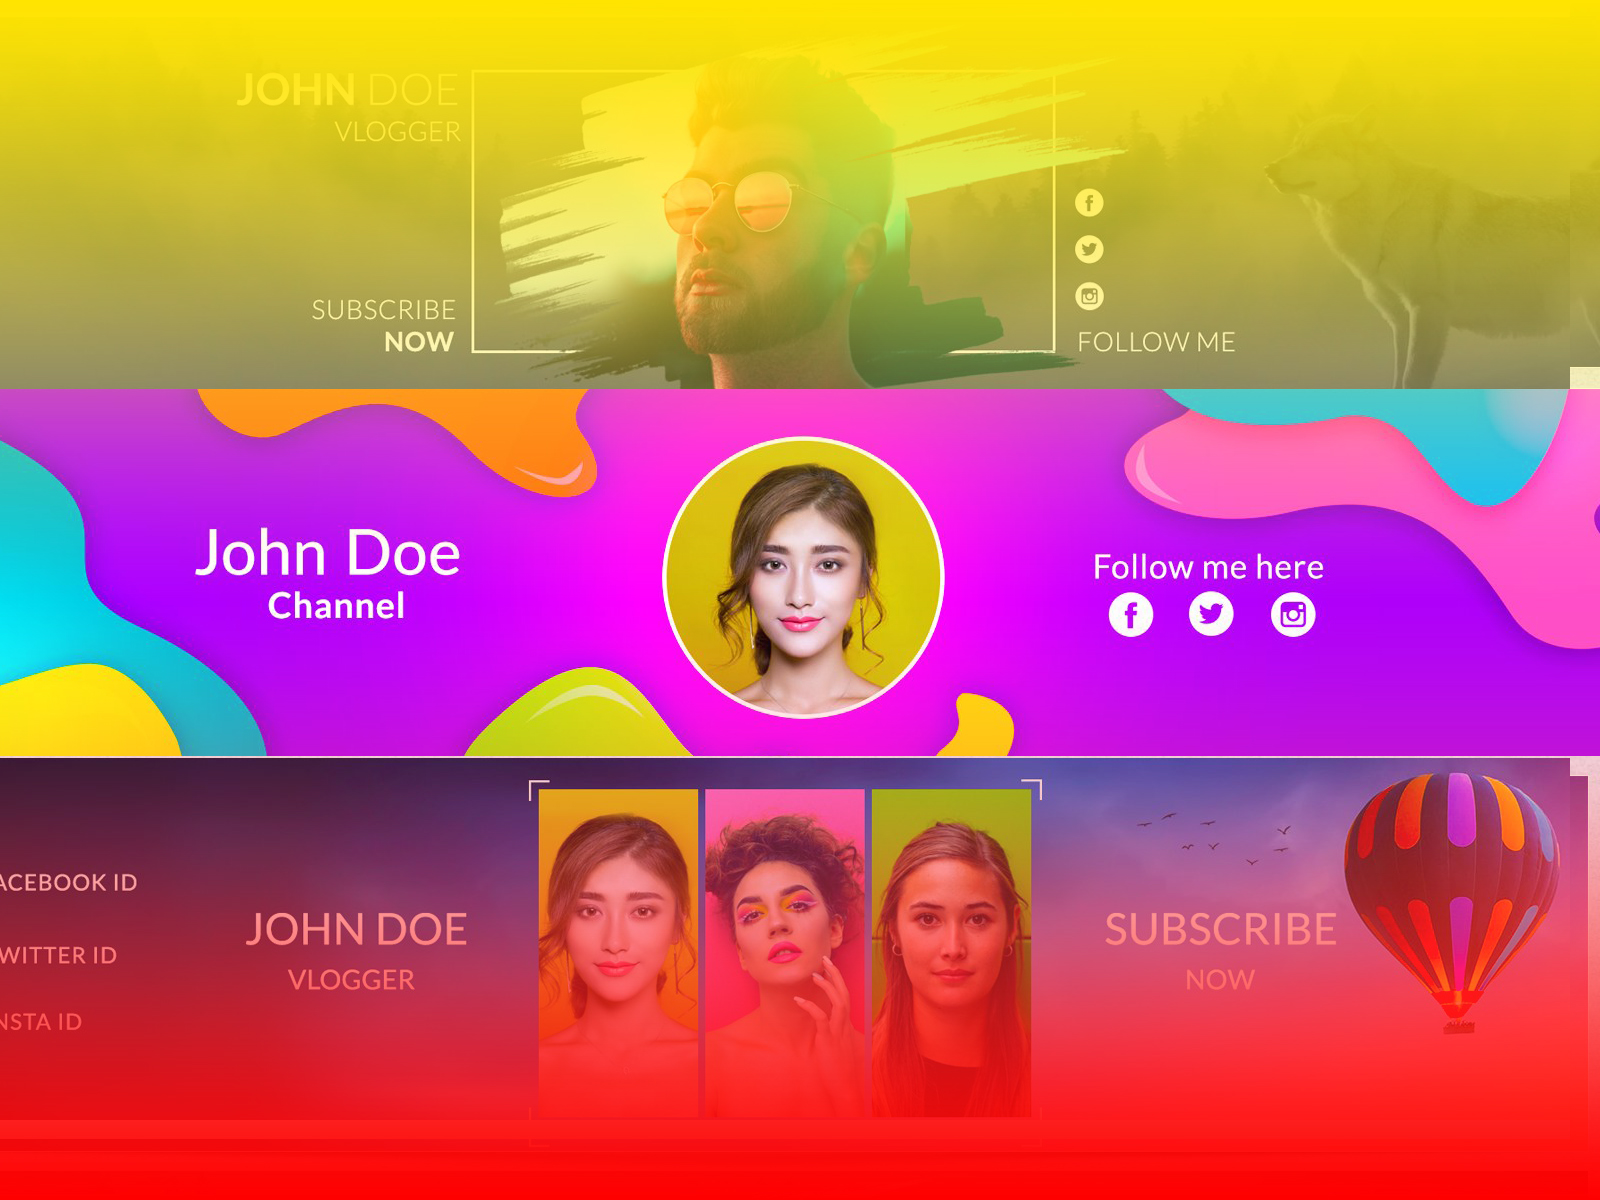 JOHN DOE
VLOGGER
SUBSCRIBE
NOW
FOLLOW ME
John Doe
Channel
Follow me here
ACEBOOK ID
WITTER ID
NSTA ID
JOHN DOE
VLOGGER
SUBSCRIBE
NOW